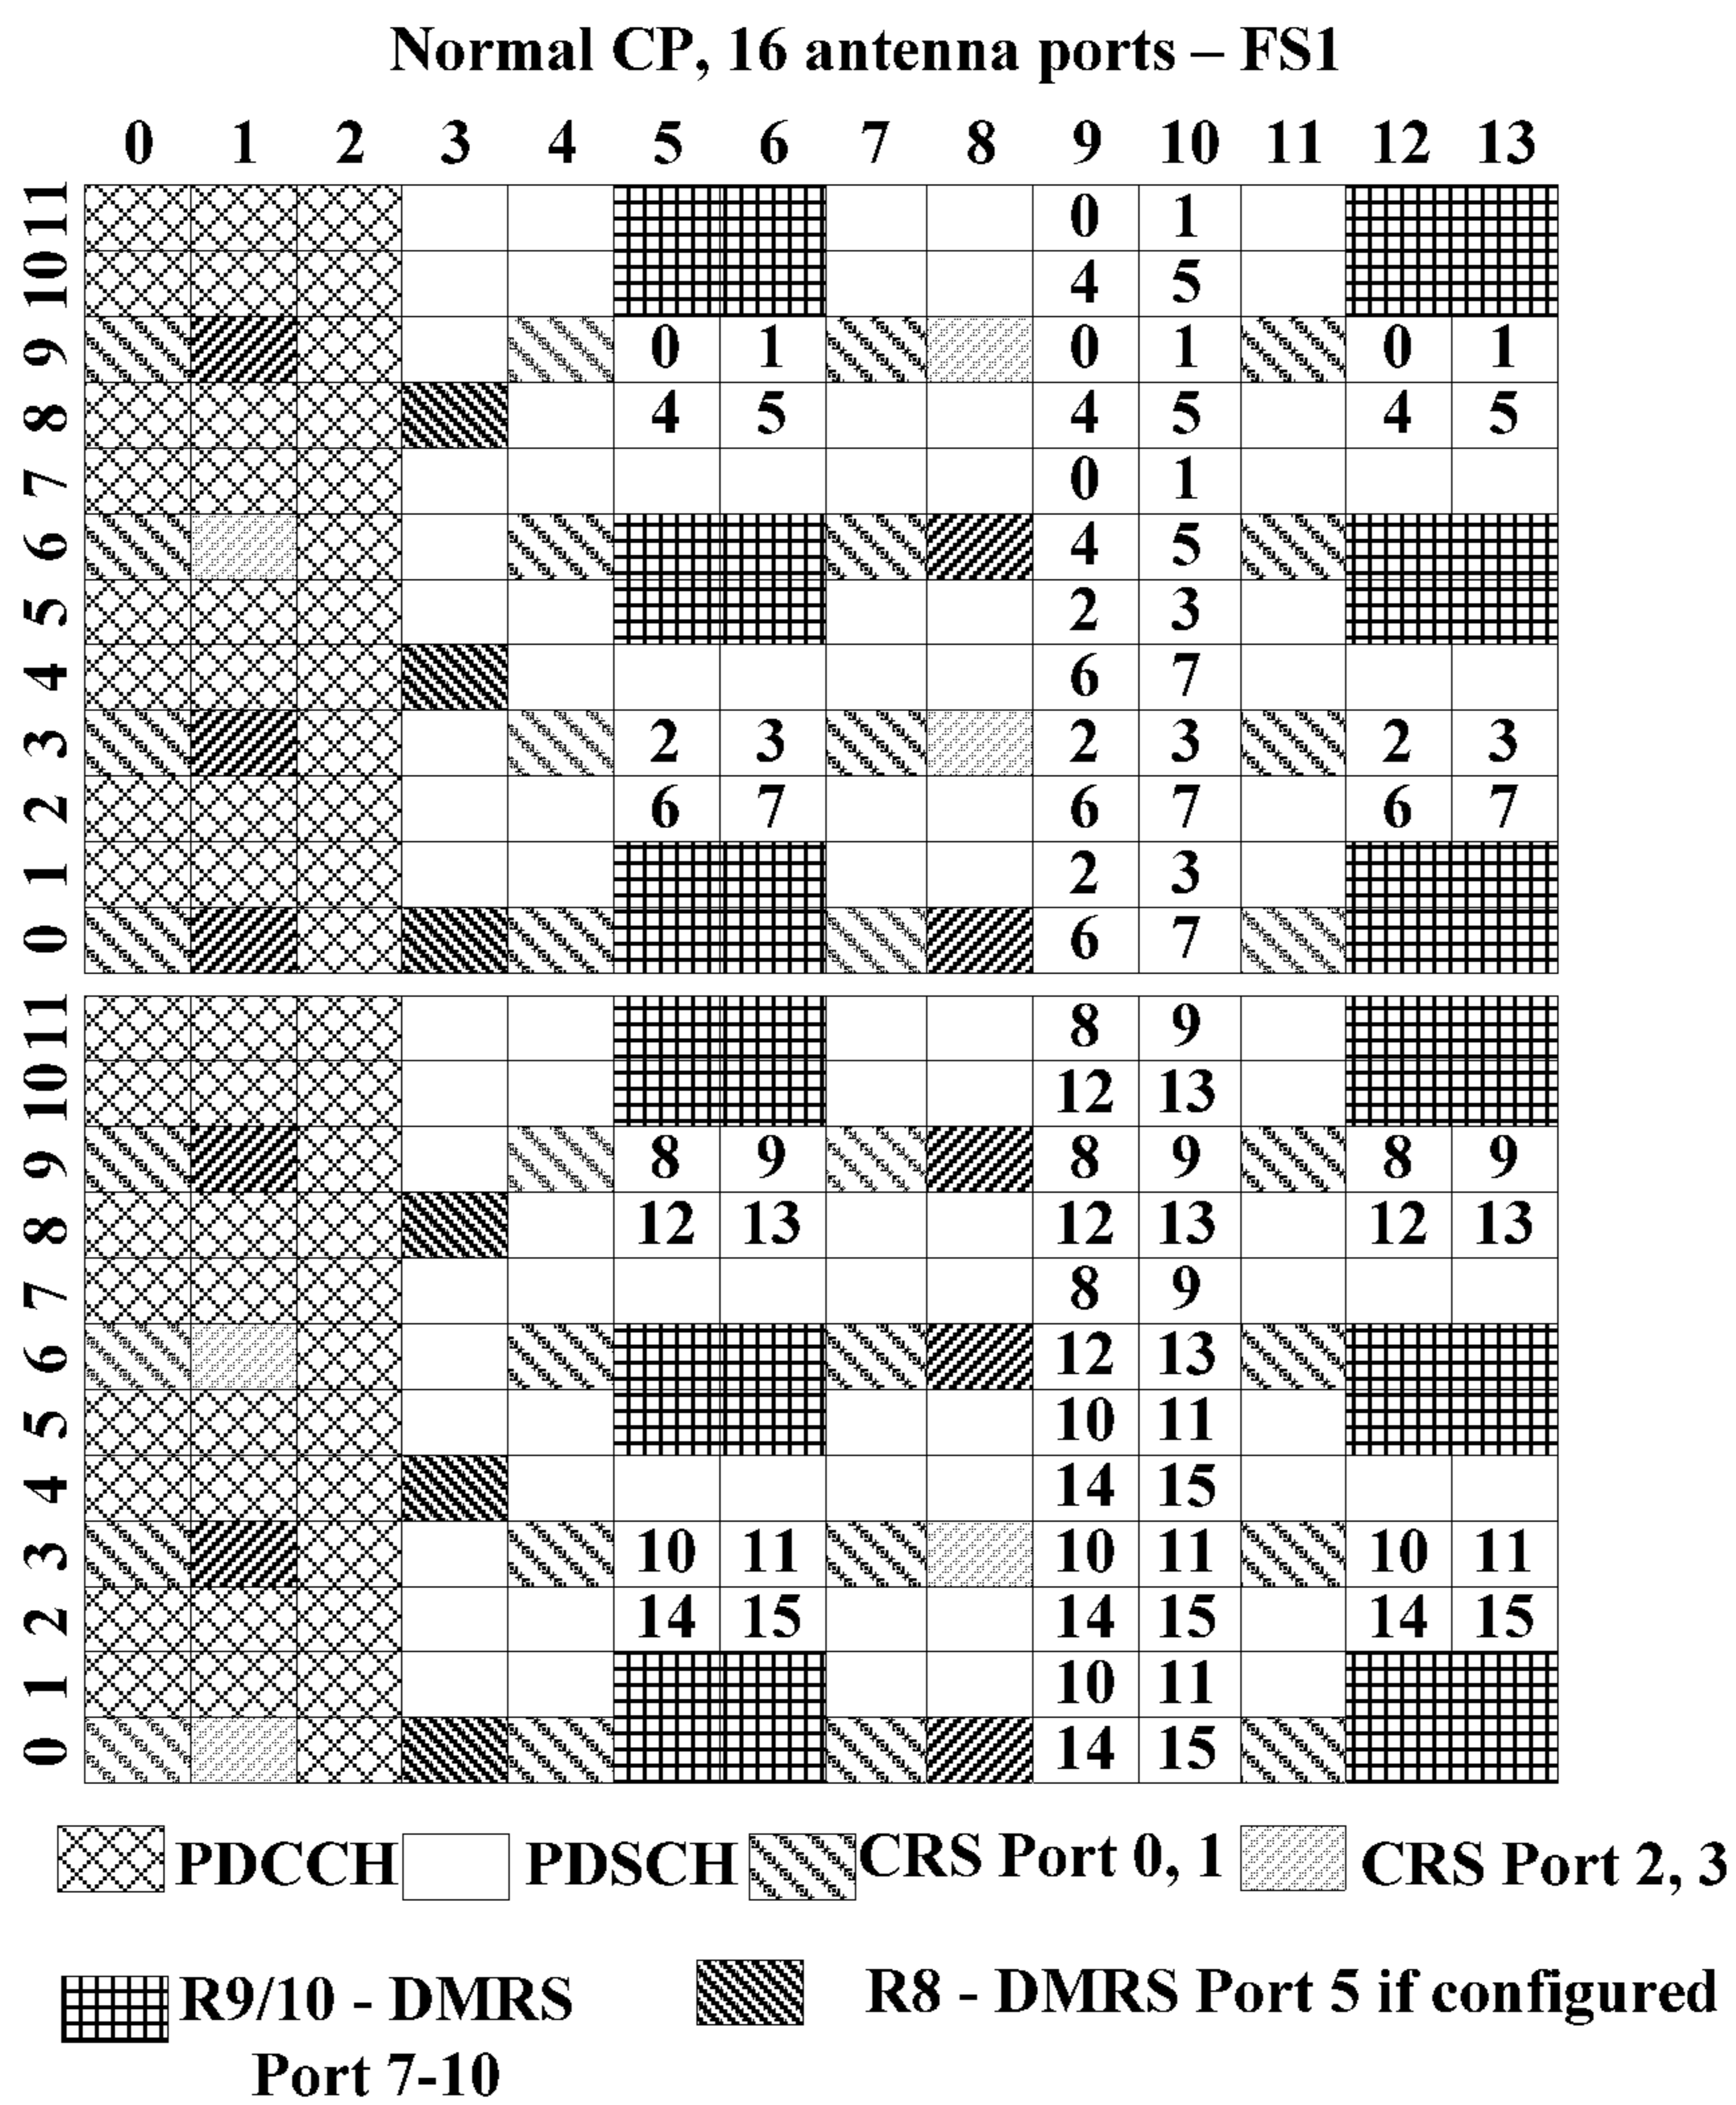 Normal CP, 16 antenna ports – FS1
0 1 2 3 4 5 6 7 8 9 10 11 12 13
11 0 1
10 4 5
9 0 1 0 1 0 1
8 4 5 4 5 4 5
7 0 1
6 4 5
5 2 3
4 6 7
3 2 3 2 3 2 3
2 6 7 6 7 6 7
1 2 3
0 6 7
11 8 9
10 12 13
9 8 9 8 9 8 9
8 12 13 12 13 12 13
7 8 9
6 12 13
5 10 11
4 14 15
3 10 11 10 11 10 11
2 14 15 14 15 14 15
1 10 11
0 14 15
PDCCH PDSCH CRS Port 0, 1 CRS Port 2, 3
R9/10 - DMRS R8 - DMRS Port 5 if configured
Port 7-10